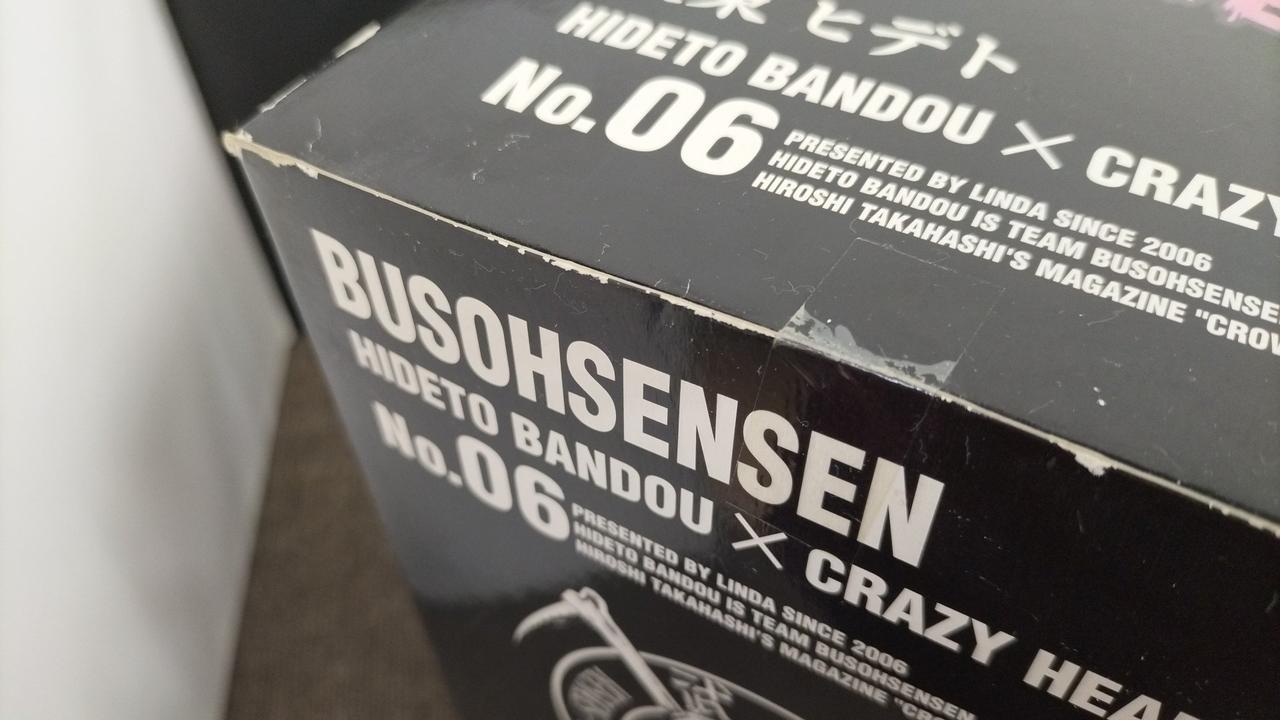 東 ヒデト
HIDETO BANDOU × CRAZY
No.06
PRESENTED BY LINDA SINCE 2006
HIDETO BANDOU IS TEAM BUSOHSENSE
HIROSHI TAKAHASHI'S MAGAZINE "CROW
BUSOHSENSEN
HIDETO BANDOU × CRAZY HEA
No.06
PRESENTED BY LINDA SINCE 2006
HIDETO BANDOU IS TEAM BUSOHSENSEN
HIROSHI TAKAHASHI'S MAGAZINE "CRO